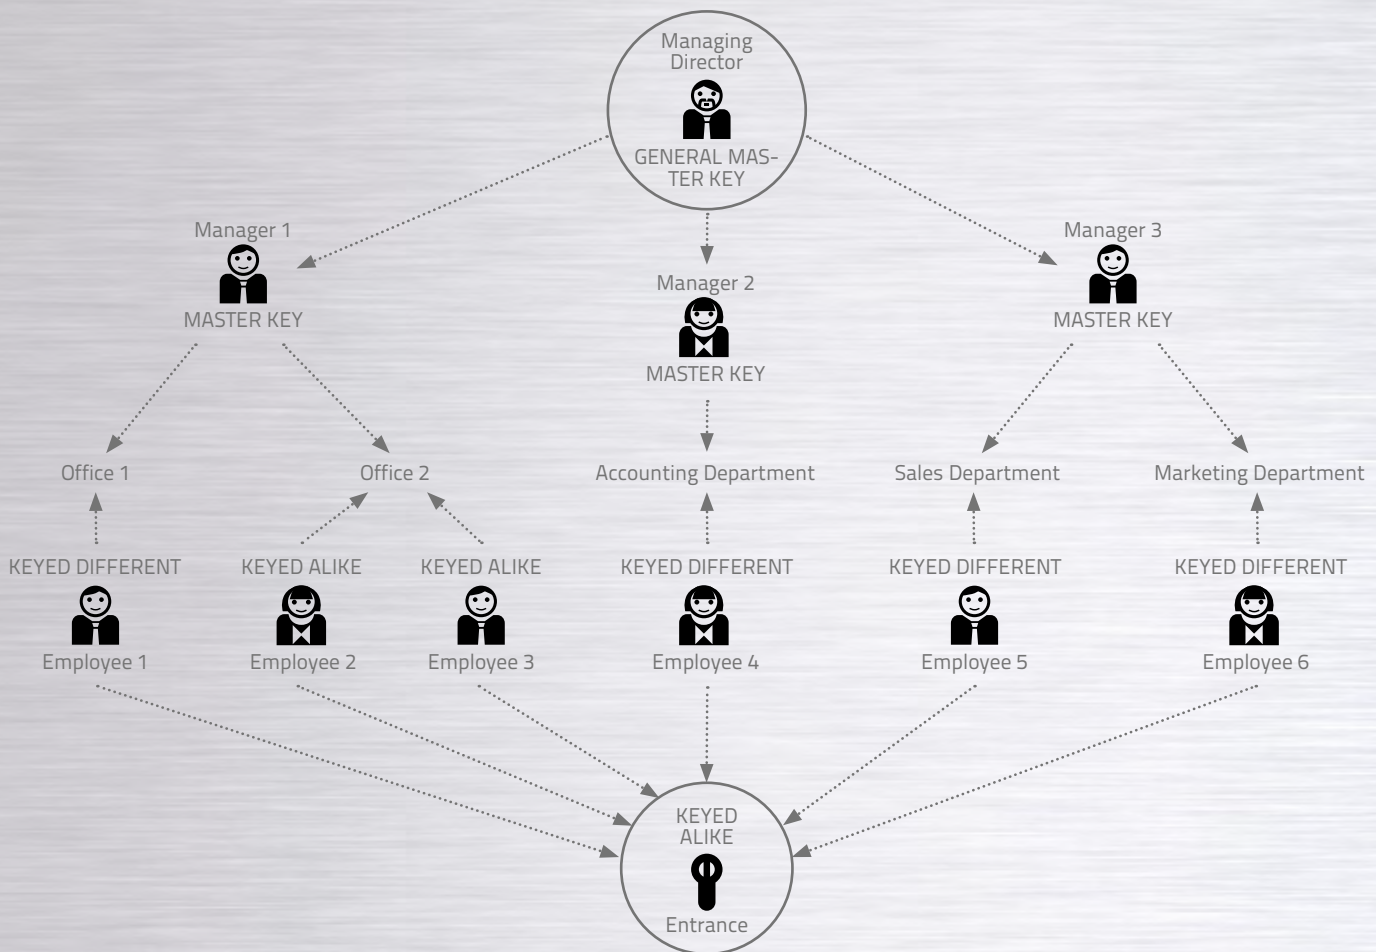 Managing
Director
GENERAL MAS-
TER KEY
Manager 1
MASTER KEY
Manager 2
MASTER KEY
Manager 3
MASTER KEY
Office 1
Office 2
Accounting Department
Sales Department
Marketing Department
KEYED DIFFERENT
KEYED ALIKE
KEYED ALIKE
KEYED DIFFERENT
KEYED DIFFERENT
KEYED DIFFERENT
Employee 1
Employee 2
Employee 3
Employee 4
Employee 5
Employee 6
KEYED
ALIKE
Entrance